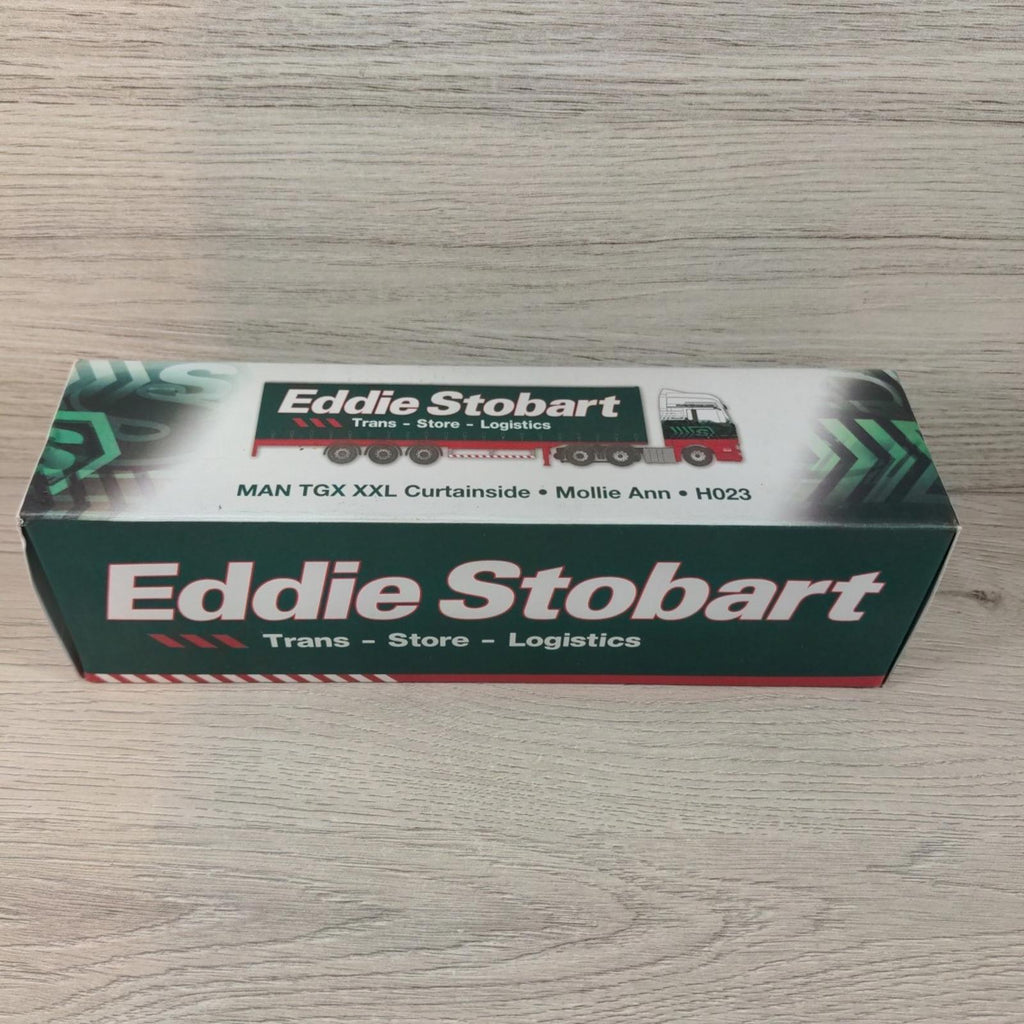 Eddie Stobart
Trans - Store - Logistics
MAN TGX XXL Curtainside • Mollie Ann • H023
Eddie Stobart
Trans - Store - Logistics